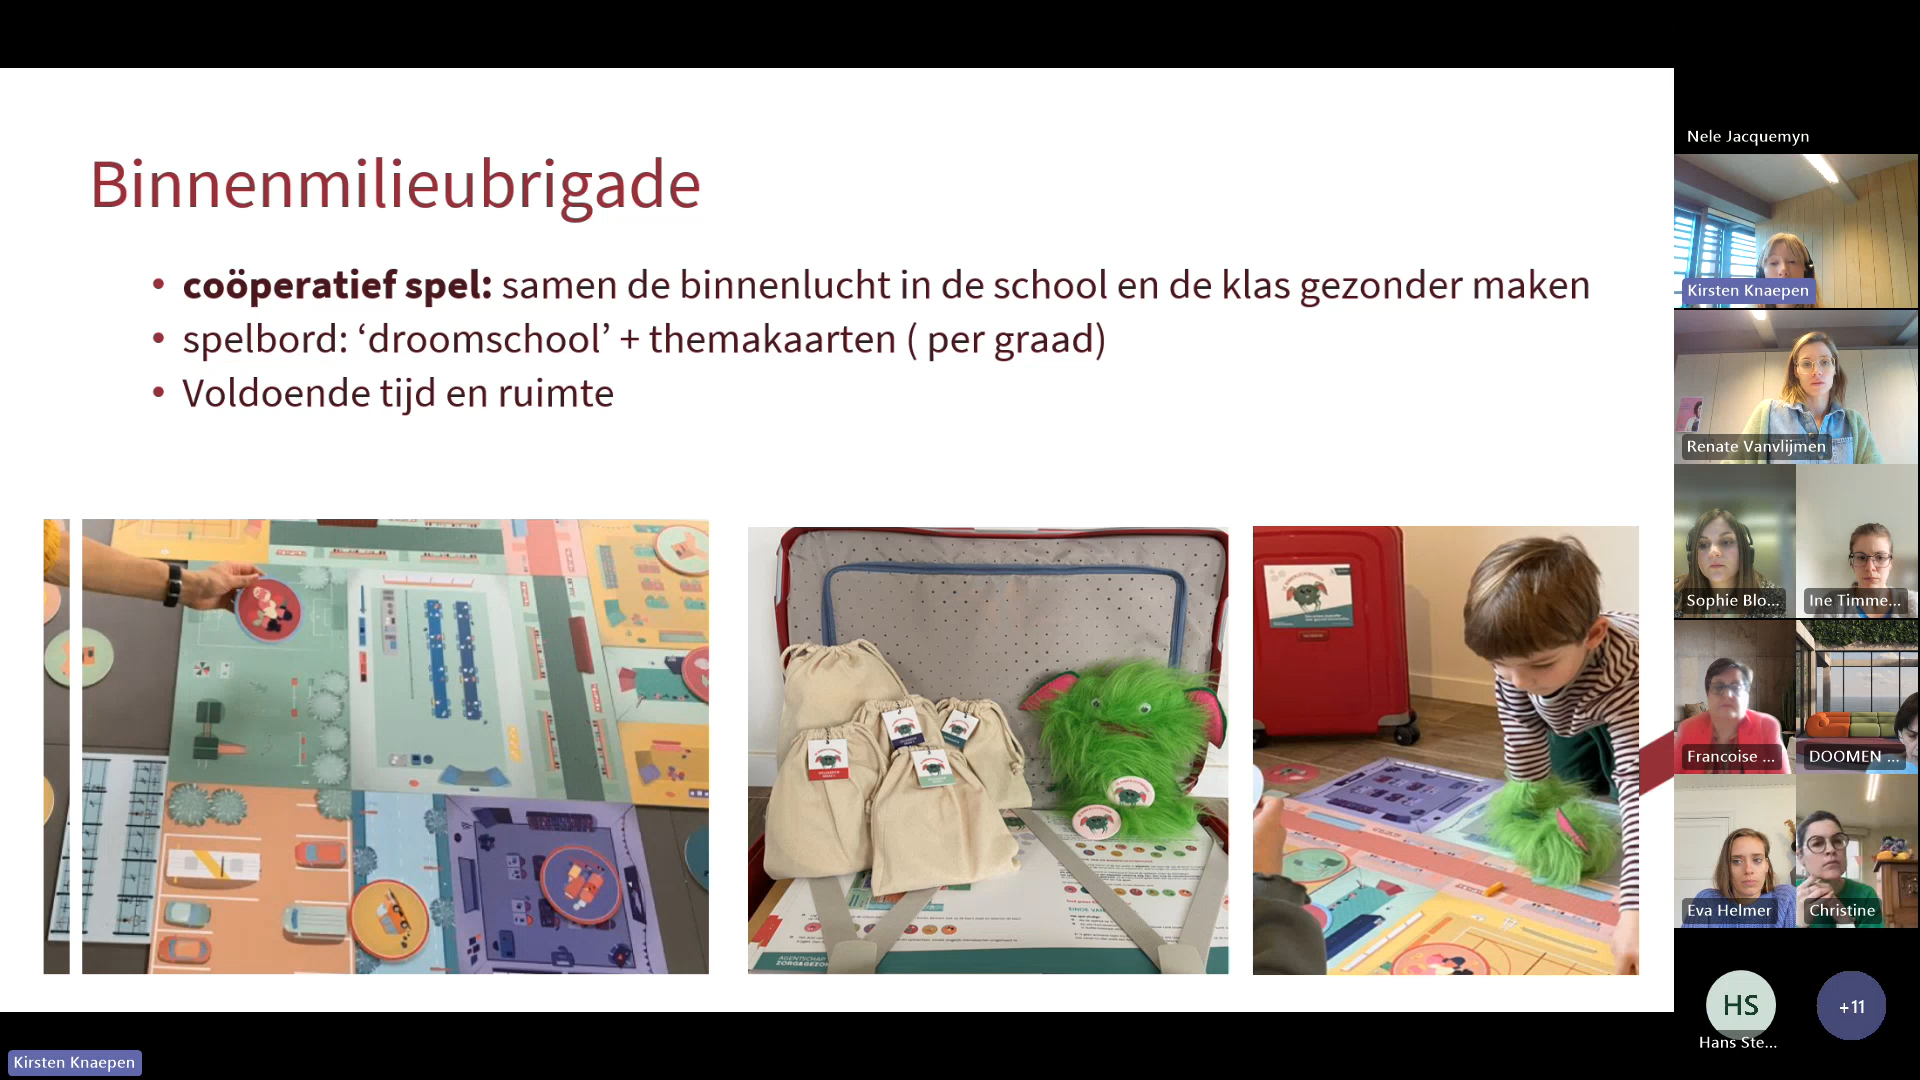 Binnenmilieubrigade
• coöperatief spel: samen de binnenlucht in de school en de klas gezonder maken
• spelbord: ‘droomschool’ + themakaarten ( per graad)
• Voldoende tijd en ruimte
AGENTSCHAP
Nele Jacquemyn
Kirsten Knaepen
Renate Vanvlijmen
Sophie Blo...
Ine Timme...
Francoise ...
DOOMEN ...
Eva Helmer
Christine
HS
+11
Hans Ste...
Kirsten Knaepen